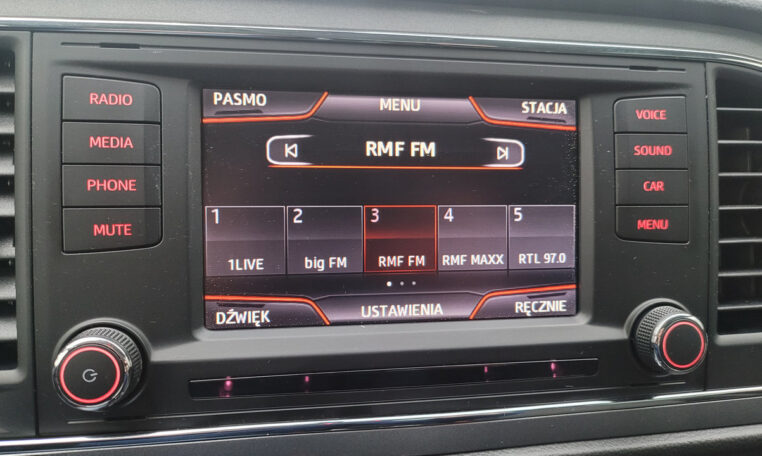 RADIO
MEDIA
PHONE
MUTE
PASMO
MENU
STACJA
RMF FM
1
2
3
4
5
1LIVE
big FM
RMF FM
RMF MAXX
RTL 97.0
DŹWIĘK
USTAWIENIA
RĘCZNIE
VOICE
SOUND
CAR
MENU